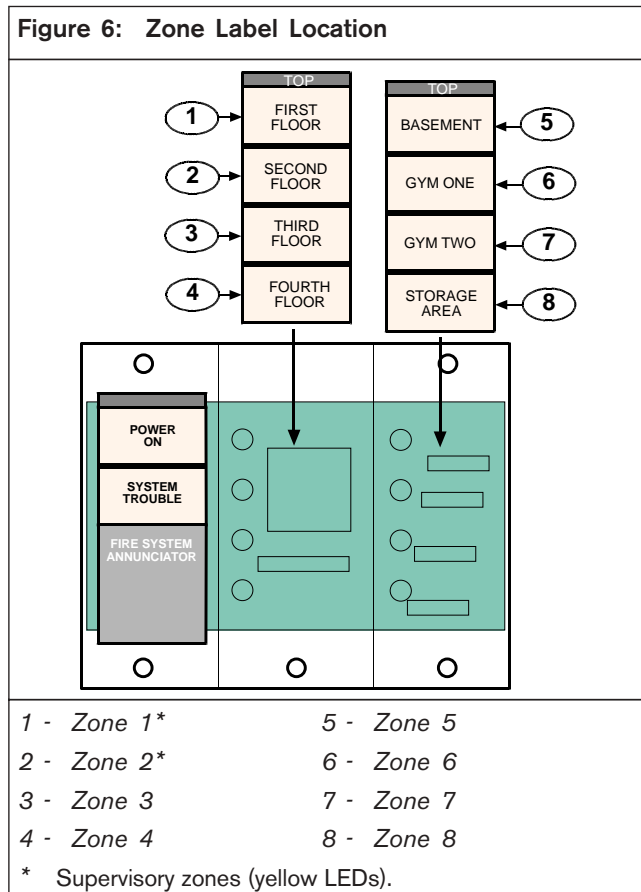 Figure 6: Zone Label Location
TOP
FIRST
FLOOR
SECOND
FLOOR
THIRD
FLOOR
FOURTH
FLOOR
1
2
3
4
TOP
BASEMENT
GYM ONE
GYM TWO
STORAGE
AREA
5
6
7
8
POWER
ON
SYSTEM
TROUBLE
FIRE SYSTEM
ANNUNCIATOR
1 - Zone 1*
2 - Zone 2*
3 - Zone 3
4 - Zone 4
5 - Zone 5
6 - Zone 6
7 - Zone 7
8 - Zone 8
* Supervisory zones (yellow LEDs).